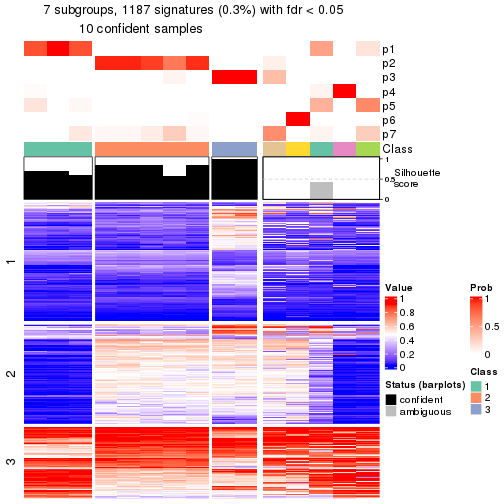 7 subgroups, 1187 signatures (0.3%) with fdr < 0.05
10 confident samples
p1
p2
p3
p4
p5
p6
p7
Class
1
0.5
0
Silhouette
score
1
2
3
Value
1
0.8
0.6
0.4
0.2
0
Prob
1
0.5
0
Status (barplots)
confident
ambiguous
Class
1
2
3